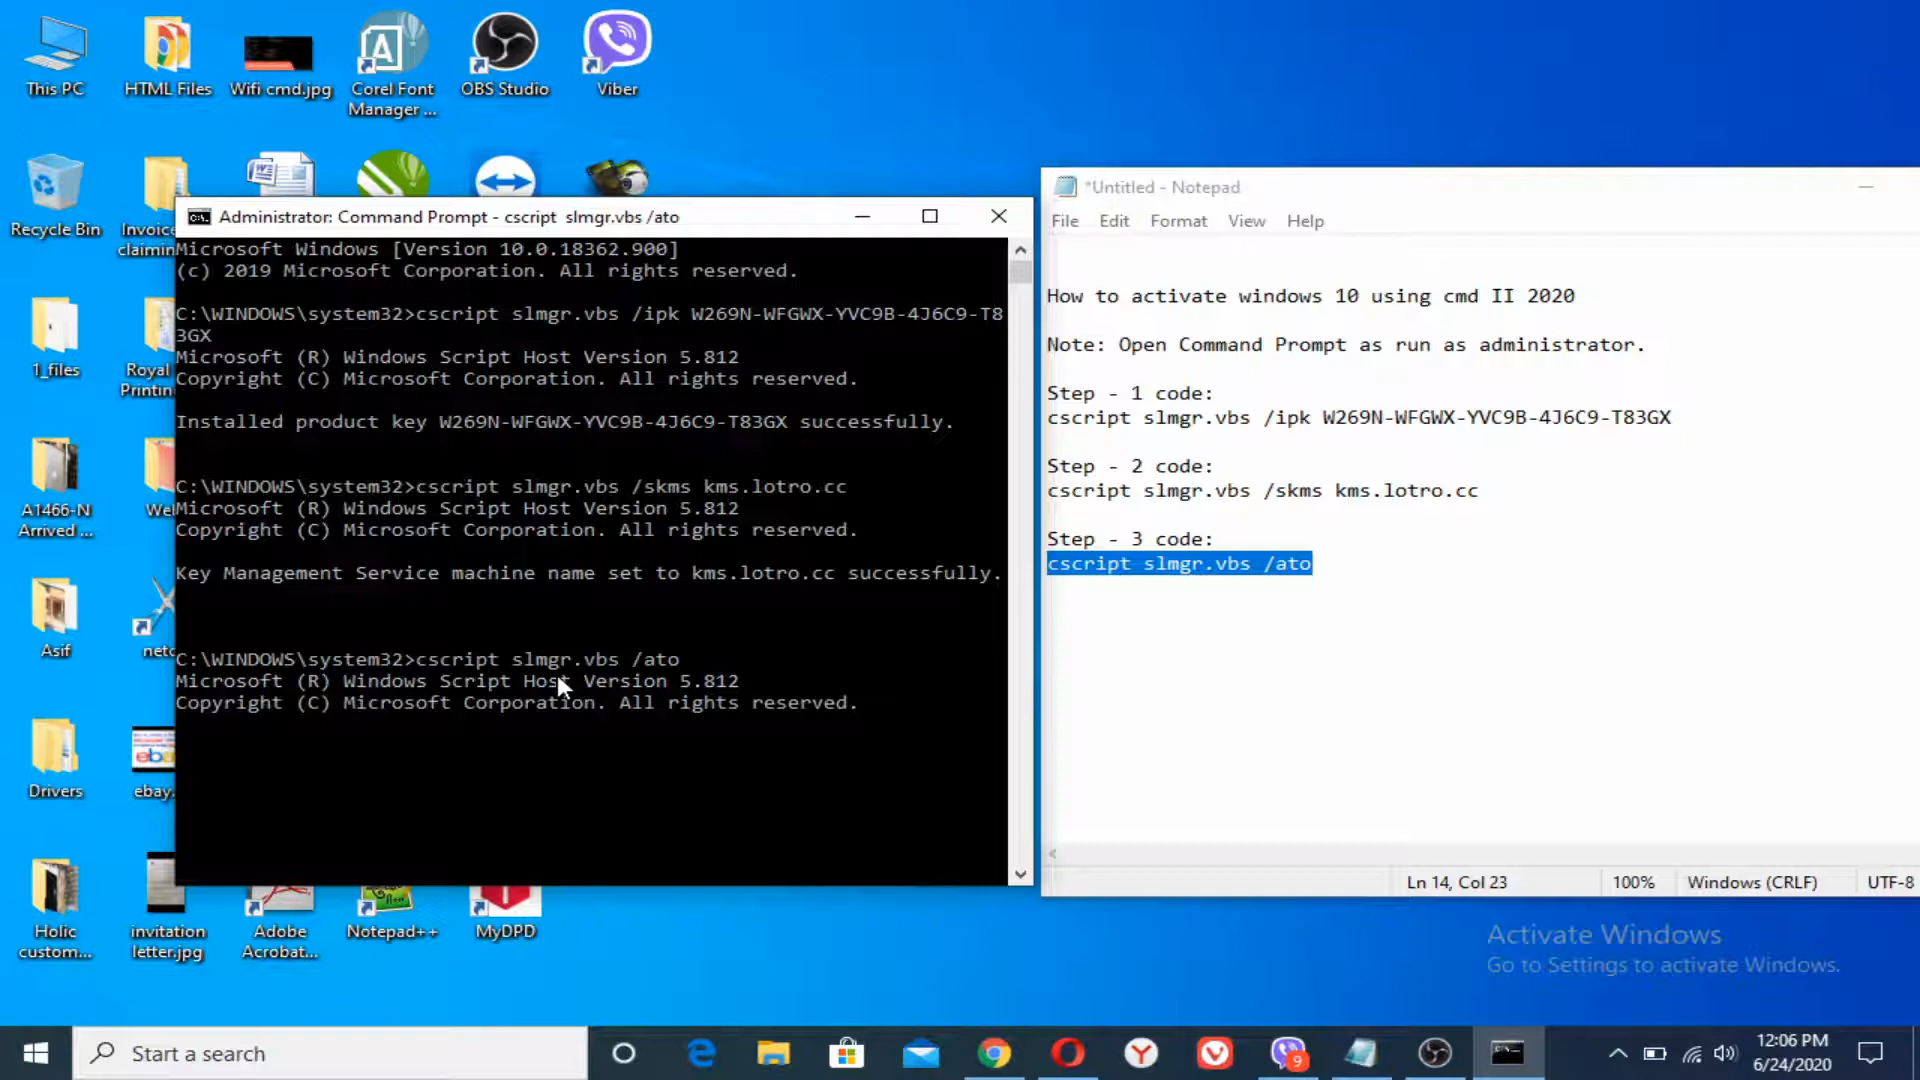 This PC
HTML Files
Wifi cmd.jpg
Corel Font
Manager ...
OBS Studio
Viber
Recycle Bin
Invoice
claimin
1_files
Royal
Printin
A1466-N
Arrived ...
Wel
Asif
netc
Drivers
ebay.
Holic
custom...
invitation
letter.jpg
Adobe
Acrobat...
Notepad++
MyDPD
Administrator: Command Prompt - cscript  slmgr.vbs /ato
Microsoft Windows [Version 10.0.18362.900]
(c) 2019 Microsoft Corporation. All rights reserved.
C:\WINDOWS\system32>cscript slmgr.vbs /ipk W269N-WFGWX-YVC9B-4J6C9-T8
3GX
Microsoft (R) Windows Script Host Version 5.812
Copyright (C) Microsoft Corporation. All rights reserved.
Installed product key W269N-WFGWX-YVC9B-4J6C9-T83GX successfully.
C:\WINDOWS\system32>cscript slmgr.vbs /skms kms.lotro.cc
Microsoft (R) Windows Script Host Version 5.812
Copyright (C) Microsoft Corporation. All rights reserved.
Key Management Service machine name set to kms.lotro.cc successfully.
C:\WINDOWS\system32>cscript slmgr.vbs /ato
Microsoft (R) Windows Script Host Version 5.812
Copyright (C) Microsoft Corporation. All rights reserved.
*Untitled - Notepad
File Edit Format View Help
How to activate windows 10 using cmd II 2020
Note: Open Command Prompt as run as administrator.
Step - 1 code:
cscript slmgr.vbs /ipk W269N-WFGWX-YVC9B-4J6C9-T83GX
Step - 2 code:
cscript slmgr.vbs /skms kms.lotro.cc
Step - 3 code:
cscript slmgr.vbs /ato
Ln 14, Col 23
100%
Windows (CRLF)
UTF-8
Activate Windows
Go to Settings to activate Windows.
Start a search
9
12:06 PM
6/24/2020